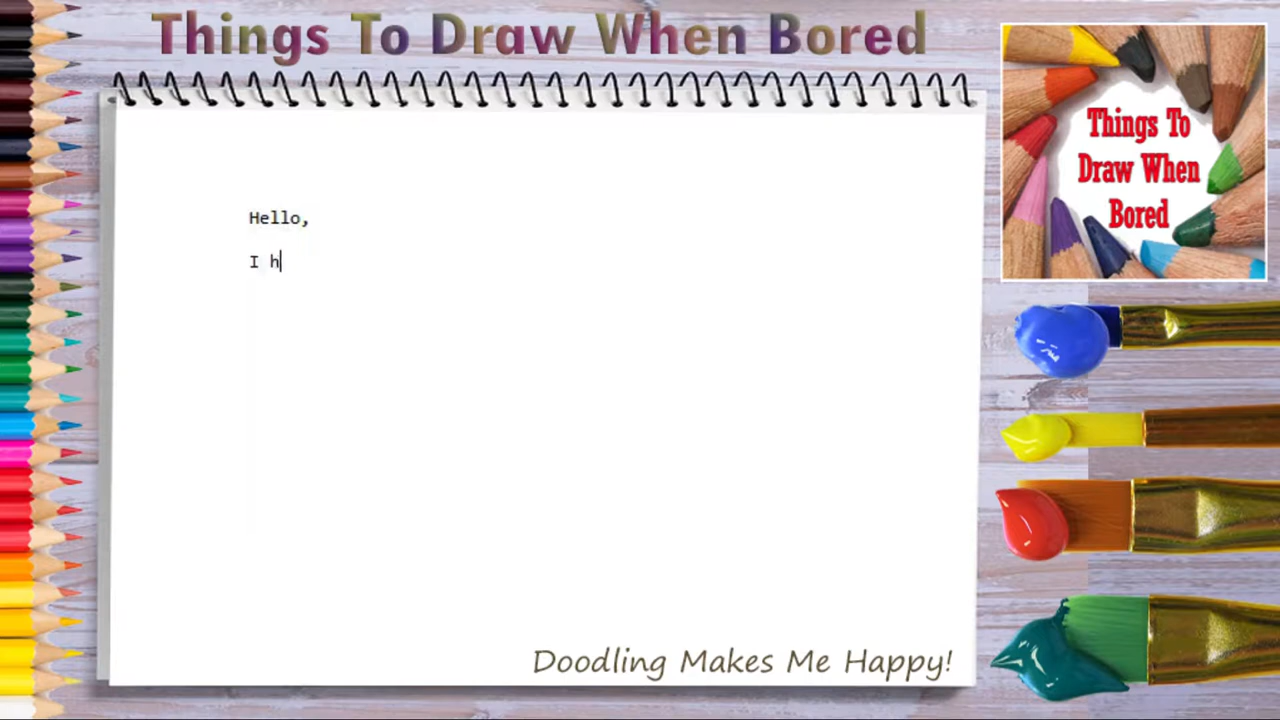 Things To Draw When Bored
Things To
Draw When
Bored
Hello,
I h
Doodling Makes Me Happy!